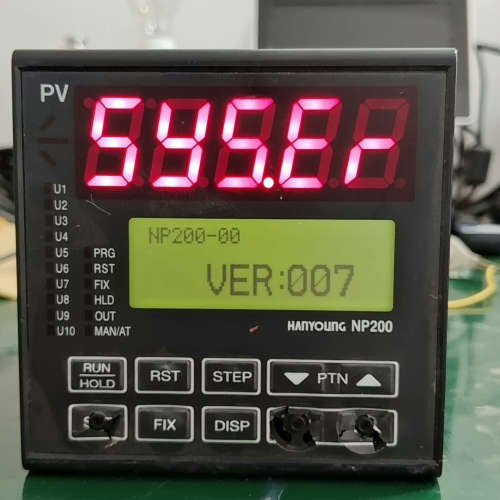 PV
SYS.Er
U1
U2
U3
U4
U5 PRG
U6 RST
U7 FIX
U8 HLD
U9 OUT
U10 MAN/AT
NP200-00
VER:007
HANYOUNG NP200
RUN/HOLD RST STEP PTN
FIX DISP